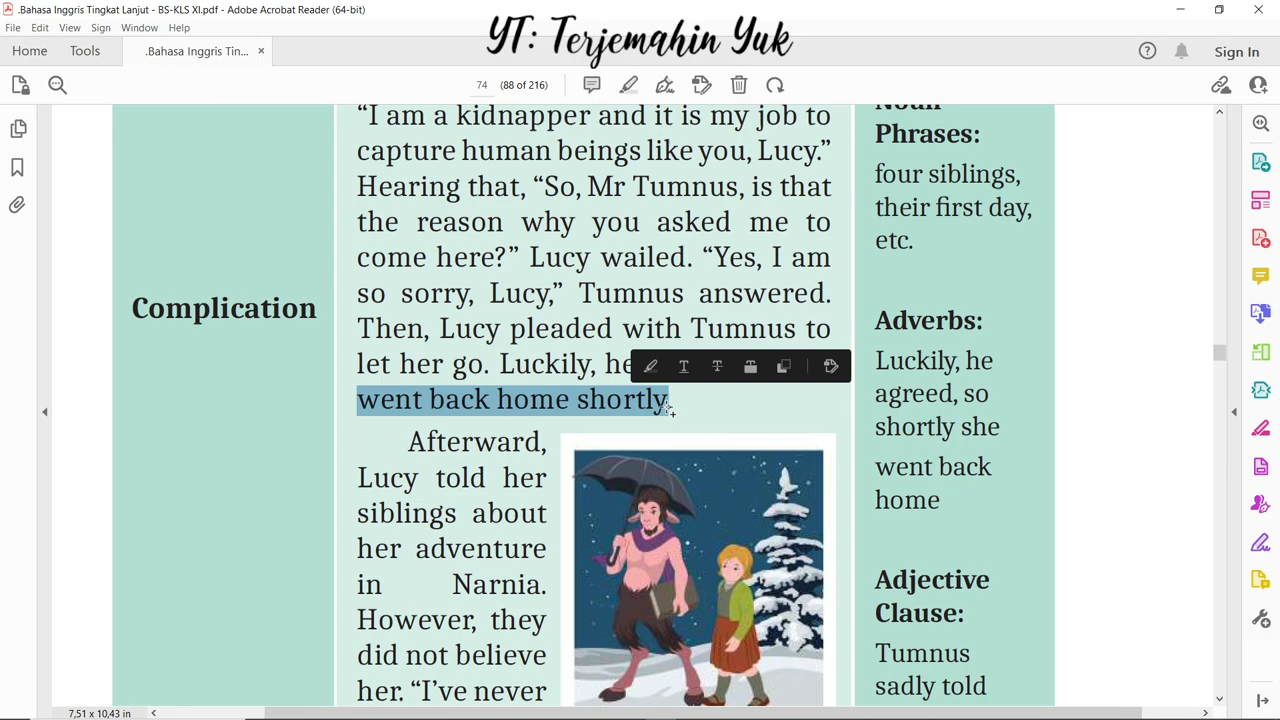 .Bahasa Inggris Tingkat Lanjut - BS-KLS XI.pdf - Adobe Acrobat Reader (64-bit)
File Edit View Sign Window Help
YT: Terjemahin Yuk
Home Tools .Bahasa Inggris Tin... × Sign In
74 (88 of 216)
Complication
“I am a kidnapper and it is my job to
capture human beings like you, Lucy.”
Hearing that, “So, Mr Tumnus, is that
the reason why you asked me to
come here?” Lucy wailed. “Yes, I am
so sorry, Lucy,” Tumnus answered.
Then, Lucy pleaded with Tumnus to
let her go. Luckily, he
went back home shortly.
Afterward,
Lucy told her
siblings about
her adventure
in Narnia.
However, they
did not believe
her. “I’ve never
Noun
Phrases:
four siblings,
their first day,
etc.
Adverbs:
Luckily, he
agreed, so
shortly she
went back
home
Adjective
Clause:
Tumnus
sadly told
7,51 x 10,43 in